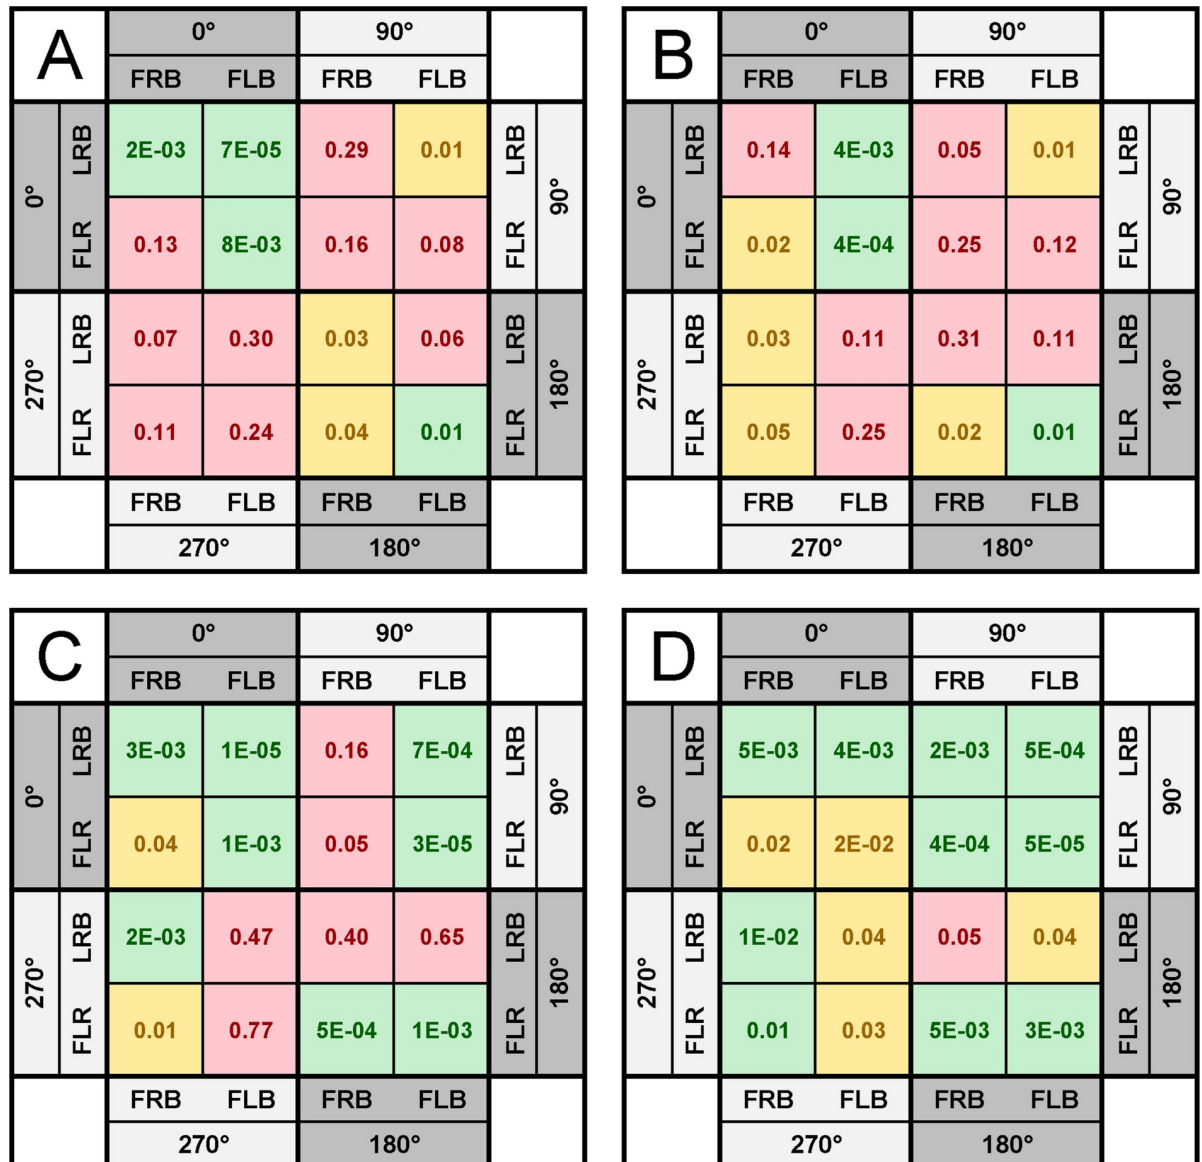 A 0° 90°
FRB FLB FRB FLB
0° LRB 2E-03 7E-05 0.29 0.01 LRB 90°
FLR 0.13 8E-03 0.16 0.08 FLR
270° LRB 0.07 0.30 0.03 0.06 LRB 180°
FLR 0.11 0.24 0.04 0.01 FLR
FRB FLB FRB FLB
270° 180°
B 0° 90°
FRB FLB FRB FLB
0° LRB 0.14 4E-03 0.05 0.01 LRB 90°
FLR 0.02 4E-04 0.25 0.12 FLR
270° LRB 0.03 0.11 0.31 0.11 LRB 180°
FLR 0.05 0.25 0.02 0.01 FLR
FRB FLB FRB FLB
270° 180°
C 0° 90°
FRB FLB FRB FLB
0° LRB 3E-03 1E-05 0.16 7E-04 LRB 90°
FLR 0.04 1E-03 0.05 3E-05 FLR
270° LRB 2E-03 0.47 0.40 0.65 LRB 180°
FLR 0.01 0.77 5E-04 1E-03 FLR
FRB FLB FRB FLB
270° 180°
D 0° 90°
FRB FLB FRB FLB
0° LRB 5E-03 4E-03 2E-03 5E-04 LRB 90°
FLR 0.02 2E-02 4E-04 5E-05 FLR
270° LRB 1E-02 0.04 0.05 0.04 LRB 180°
FLR 0.01 0.03 5E-03 3E-03 FLR
FRB FLB FRB FLB
270° 180°